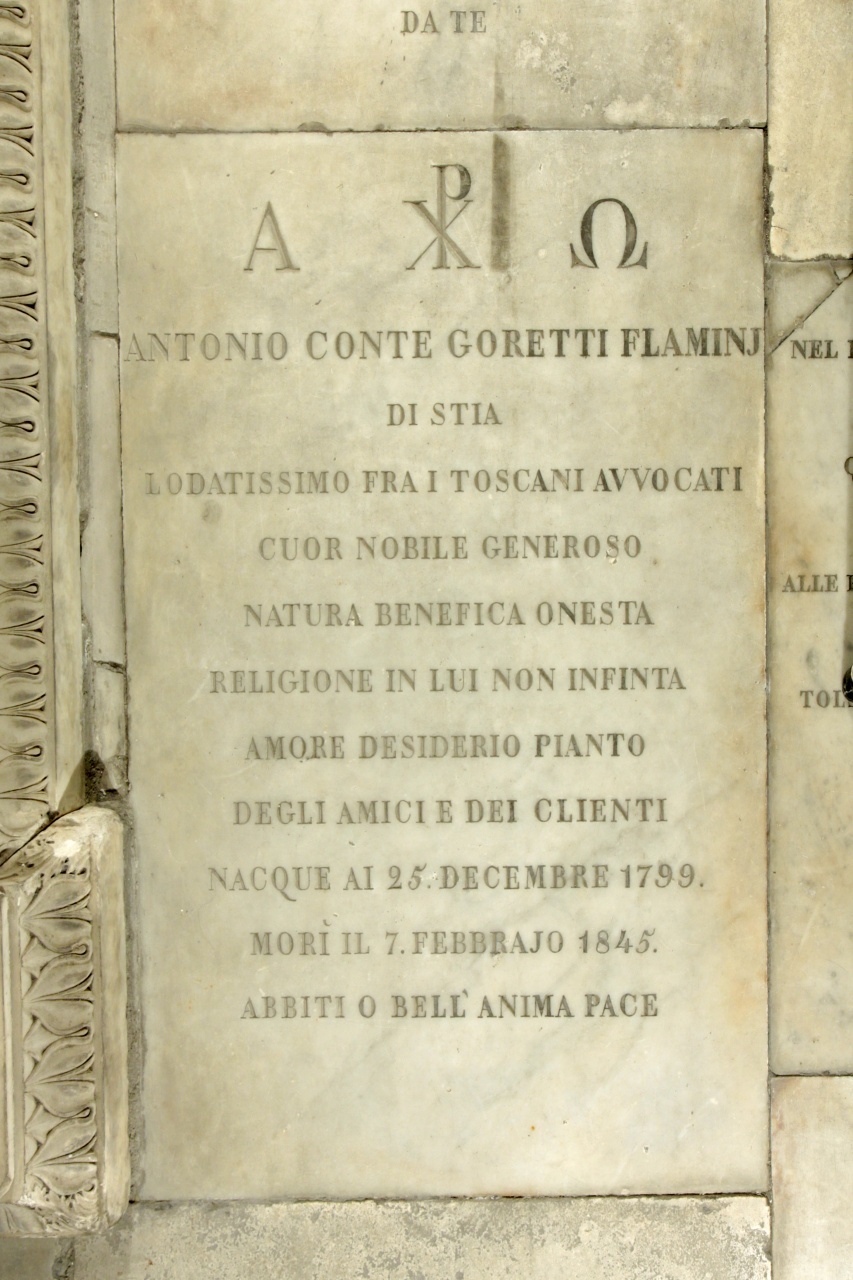 DA TE
Α ☧ Ω
ANTONIO CONTE GORETTI FLAMINJ
DI STIA
LODATISSIMO FRA I TOSCANI AVVOCATI
CUOR NOBILE GENEROSO
NATURA BENEFICA ONESTA
RELIGIONE IN LUI NON INFINTA
AMORE DESIDERIO PIANTO
DEGLI AMICI E DEI CLIENTI
NACQUE AI 25. DECEMBRE 1799.
MORÌ IL 7. FEBBRAJO 1845.
ABBITI O BELL' ANIMA PACE
NEL
ALLE